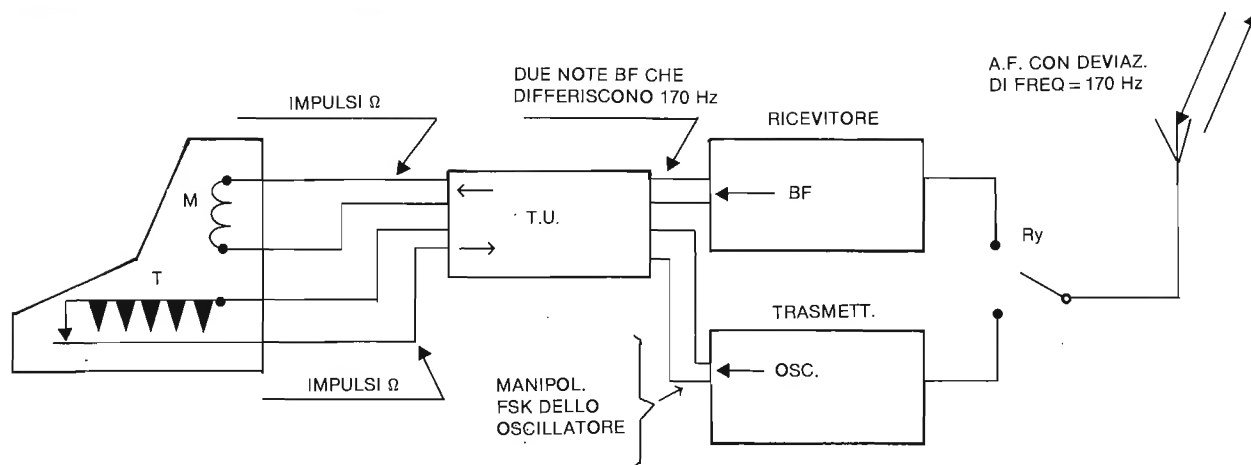 A.F. CON DEVIAZ.
DI FREQ = 170 Hz
DUE NOTE BF CHE
DIFFERISCONO 170 Hz
IMPULSI Ω
RICEVITORE
M
BF
T.U.
Ry
T
TRASMETT.
OSC.
IMPULSI Ω
MANIPOL.
FSK DELLO
OSCILLATORE